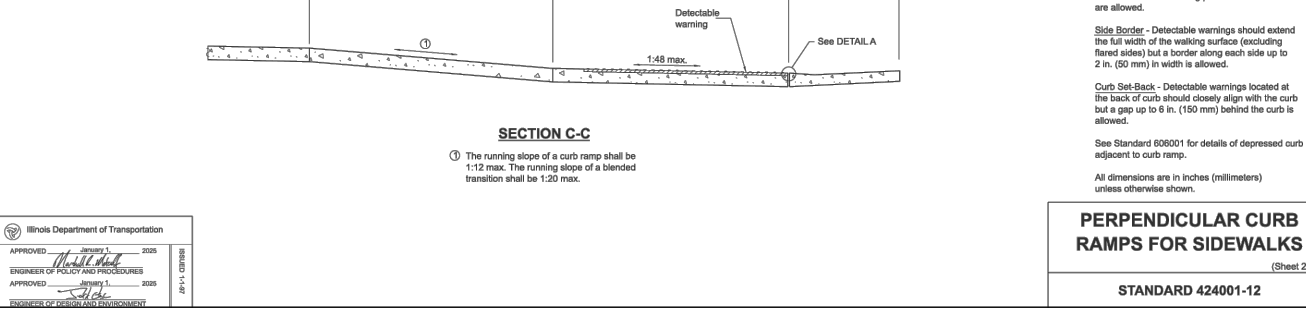 are allowed.
Side Border - Detectable warnings should extend
the full width of the walking surface (excluding
flared sides) but a border along each side up to
2 in. (50 mm) in width is allowed.
Curb Set-Back - Detectable warnings located at
the back of curb should closely align with the curb
but a gap up to 6 in. (150 mm) behind the curb is
allowed.
See Standard 606001 for details of depressed curb
adjacent to curb ramp.
All dimensions are in inches (millimeters)
unless otherwise shown.
Detectable
warning
See DETAIL A
1
1:48 max.
SECTION C-C
① The running slope of a curb ramp shall be
1:12 max. The running slope of a blended
transition shall be 1:20 max.
Illinois Department of Transportation
APPROVED January 1, 2025
ENGINEER OF POLICY AND PROCEDURES
APPROVED January 1, 2025
ENGINEER OF DESIGN AND ENVIRONMENT
ISSUED 1-1-97
PERPENDICULAR CURB
RAMPS FOR SIDEWALKS
(Sheet 2
STANDARD 424001-12